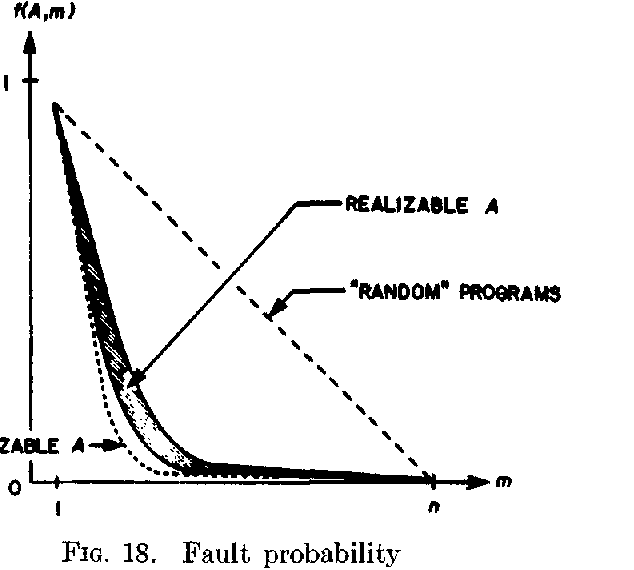 f(A,m)
1
REALIZABLE A
"RANDOM" PROGRAMS
ZABLE A
0
m
1
n
FIG. 18. Fault probability